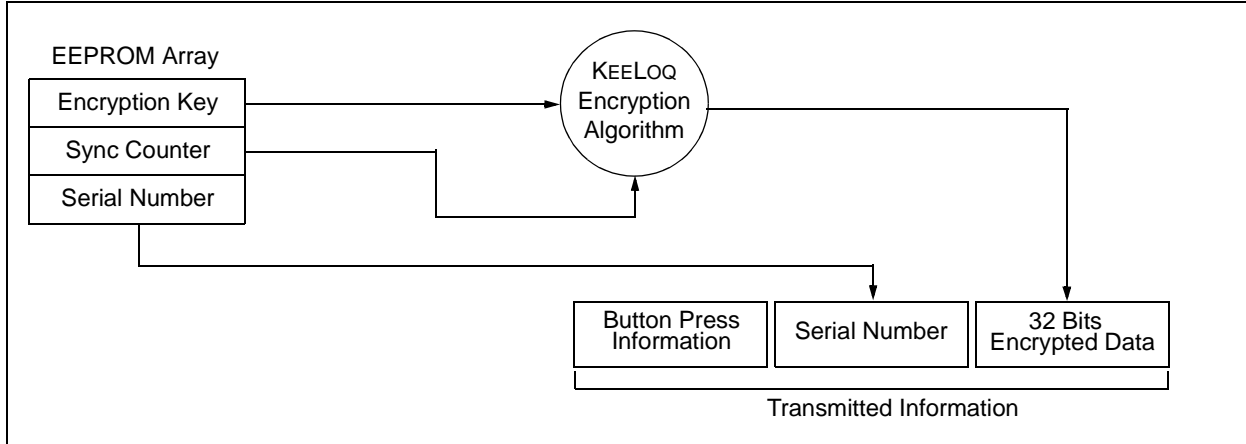 EEPROM Array
Encryption Key
Sync Counter
Serial Number
KEELOQ
Encryption
Algorithm
Button Press
Information
Serial Number
32 Bits
Encrypted Data
Transmitted Information